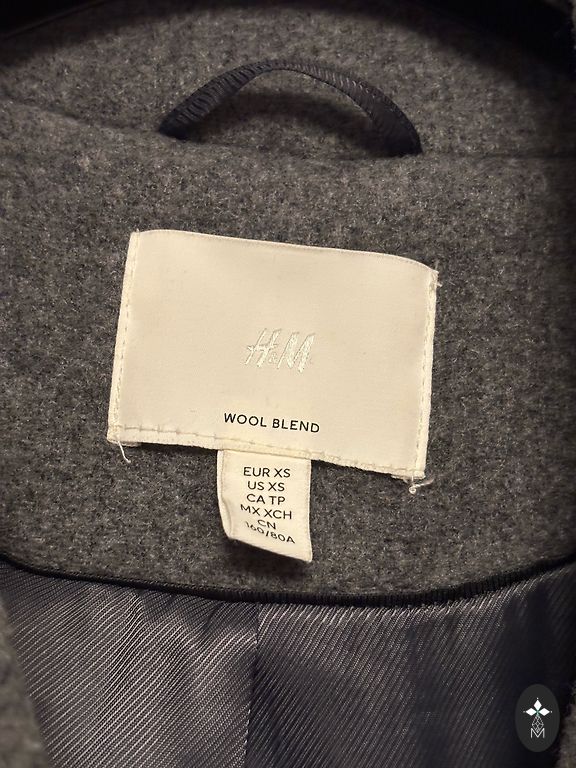 H&M
WOOL BLEND
EUR XS
US XS
CA TP
MX XCH
CN
160/80A
M